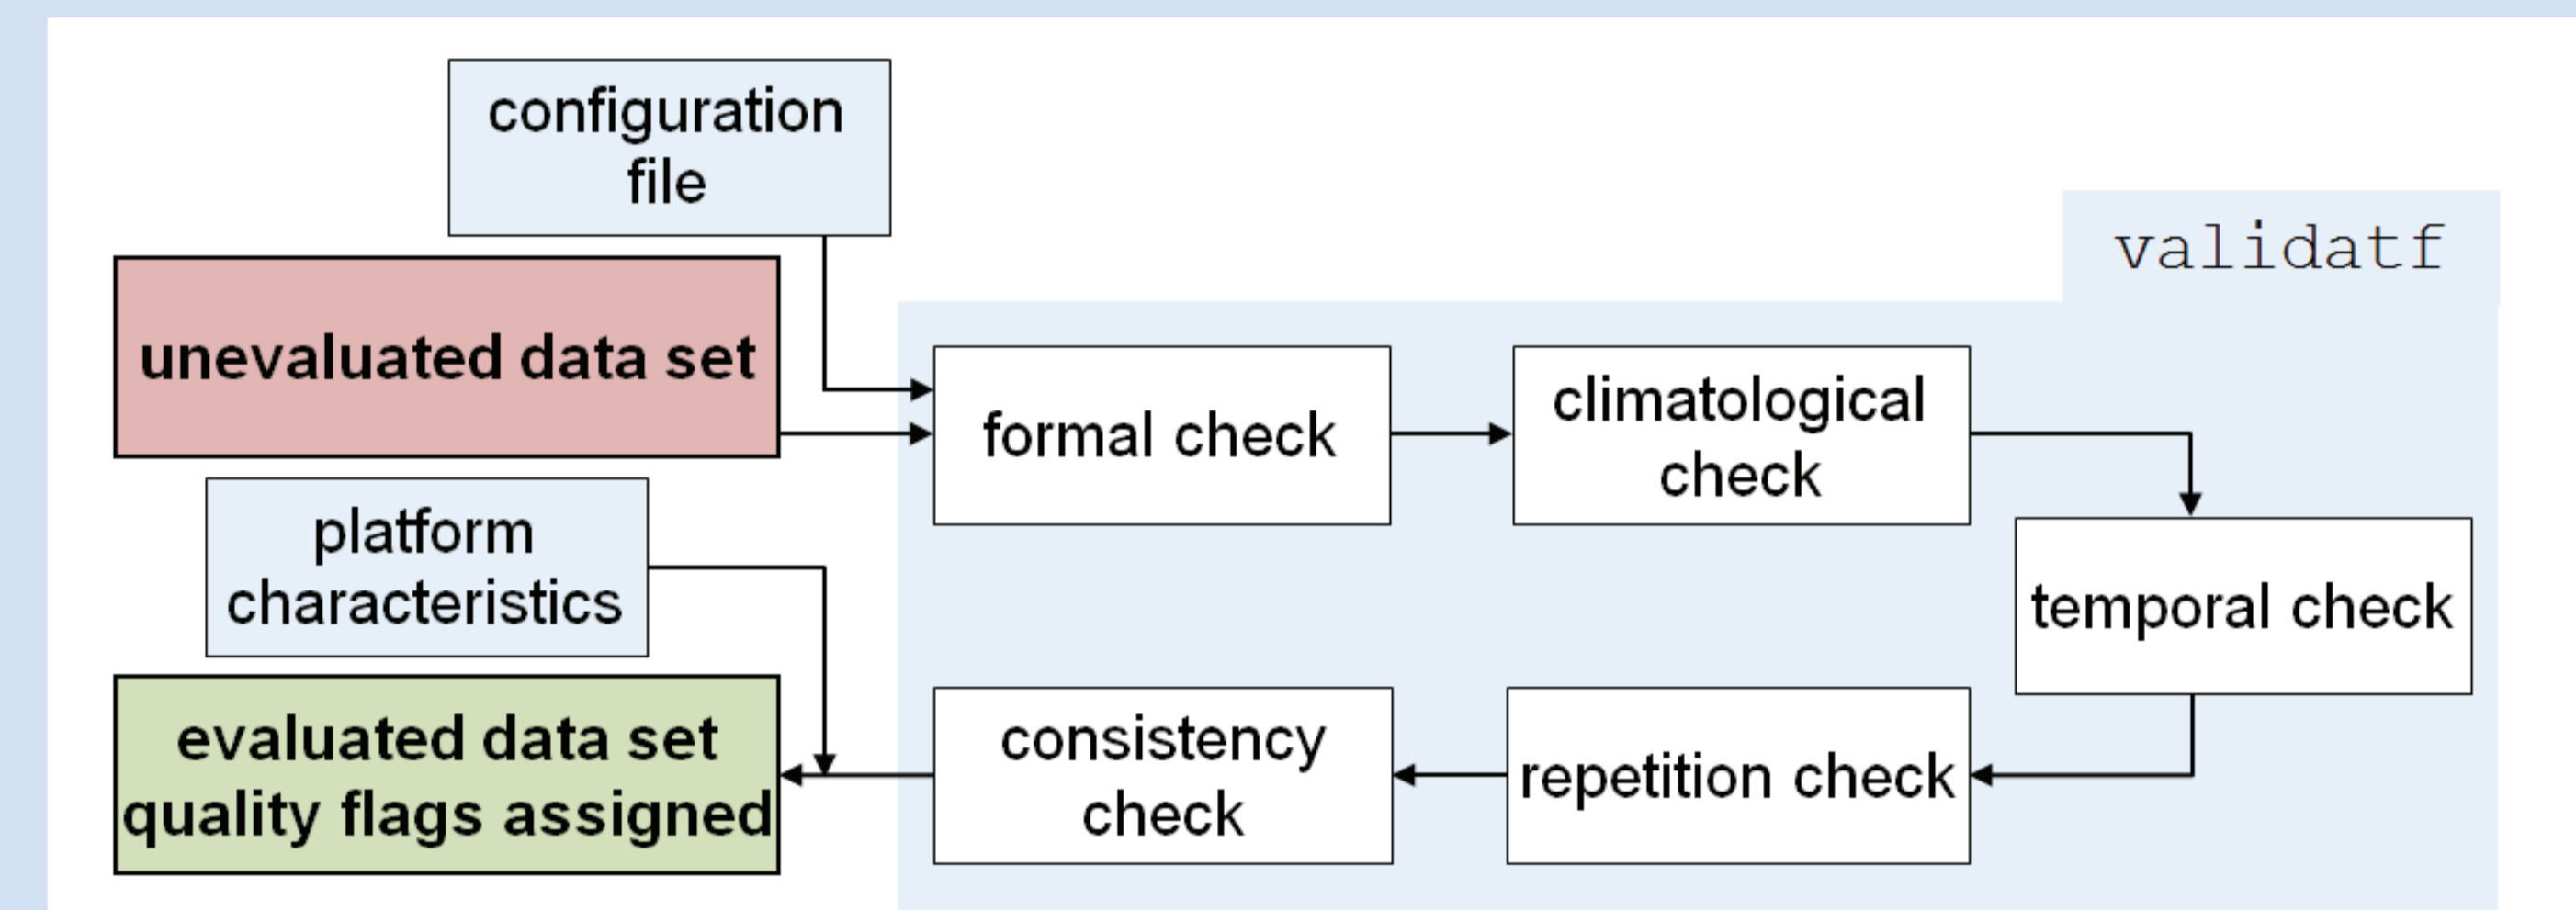 configuration
file
validatf
unevaluated data set
formal check
climatological
check
platform
characteristics
temporal check
evaluated data set
quality flags assigned
consistency
check
repetition check